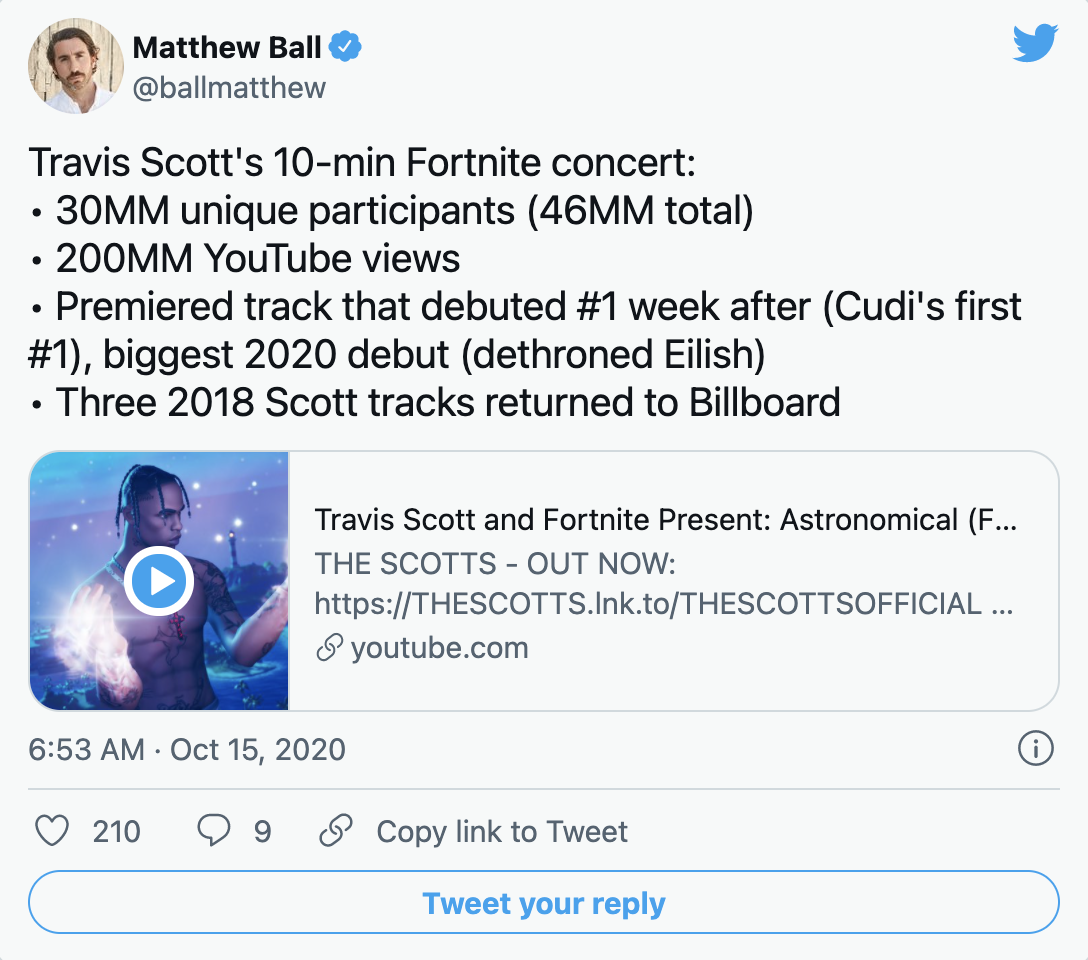 Matthew Ball
@ballmatthew
Travis Scott's 10-min Fortnite concert:
• 30MM unique participants (46MM total)
• 200MM YouTube views
• Premiered track that debuted #1 week after (Cudi's first
#1), biggest 2020 debut (dethroned Eilish)
• Three 2018 Scott tracks returned to Billboard
Travis Scott and Fortnite Present: Astronomical (F...
THE SCOTTS - OUT NOW:
https://THESCOTTS.lnk.to/THESCOTTSOFFICIAL ...
youtube.com
6:53 AM · Oct 15, 2020
210 9 Copy link to Tweet
Tweet your reply